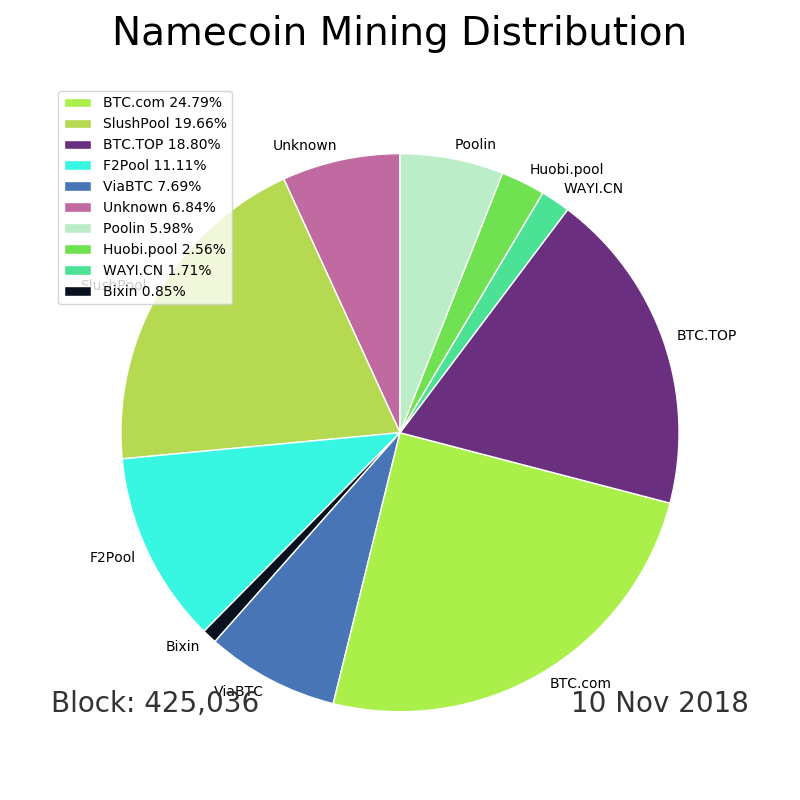 Namecoin Mining Distribution
BTC.com 24.79%
SlushPool 19.66%
BTC.TOP 18.80%
F2Pool 11.11%
ViaBTC 7.69%
Unknown 6.84%
Poolin 5.98%
Huobi.pool 2.56%
WAYI.CN 1.71%
Bixin 0.85%
Unknown
Poolin
Huobi.pool
WAYI.CN
SlushPool
BTC.TOP
F2Pool
Bixin
ViaBTC
BTC.com
Block: 425,036
10 Nov 2018